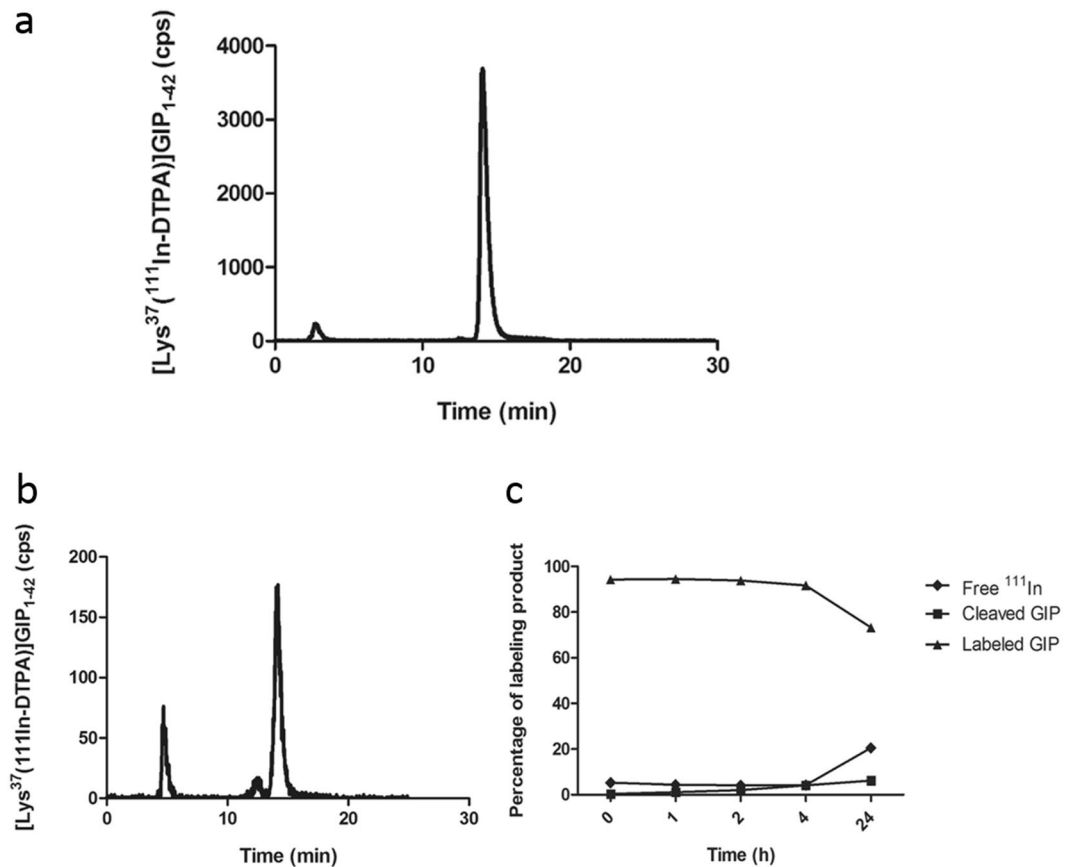 a
[Lys37(111In-DTPA)]GIP1-42 (cps)
4000
3000
2000
1000
0
0 10 20 30
Time (min)
b
[Lys37(111In-DTPA)]GIP1-42 (cps)
200
150
100
50
0
0 10 20 30
Time (min)
c
Percentage of labeling product
100
80
60
40
20
0
0 1 2 4 24
Time (h)
Free 111In
Cleaved GIP
Labeled GIP